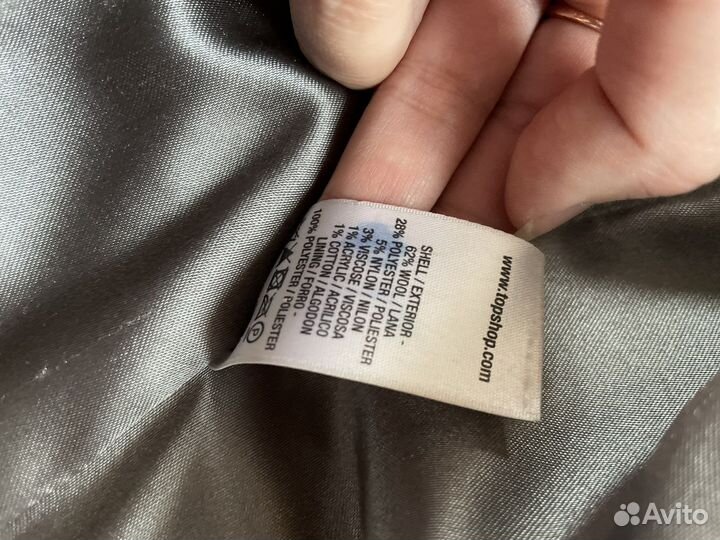 www.topshop.com
SHELL / EXTERIOR -
62% WOOL / LANA
28% POLYESTER / POLIESTER
5% NYLON / NILON
3% VISCOSE / VISCOSA
1% ACRYLIC / ACRILICO
1% COTTON / ALGODON
LINING / FORRO -
100% POLYESTER / POLIESTER
P
Avito